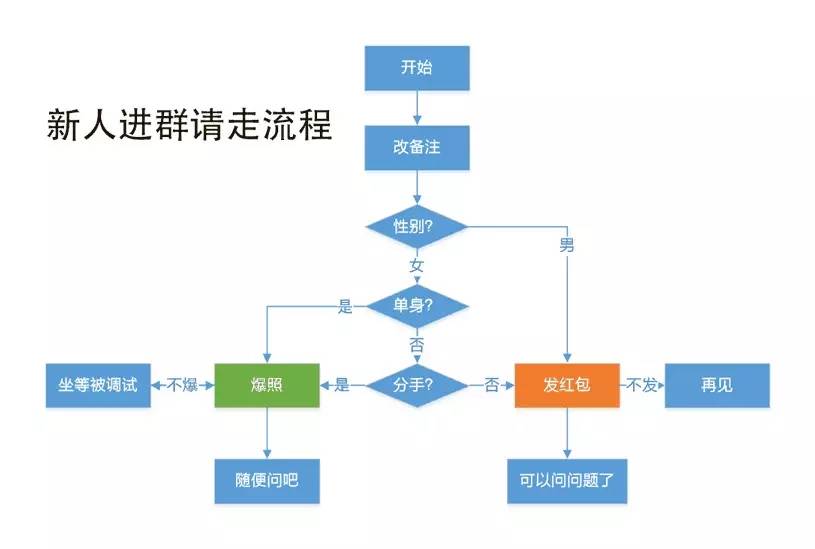 开始
新人进群请走流程
改备注
性别?
男
女
单身?
是
否
坐等被调试
不爆
爆照
是
分手?
否
发红包
不发
再见
随便问吧
可以问问题了